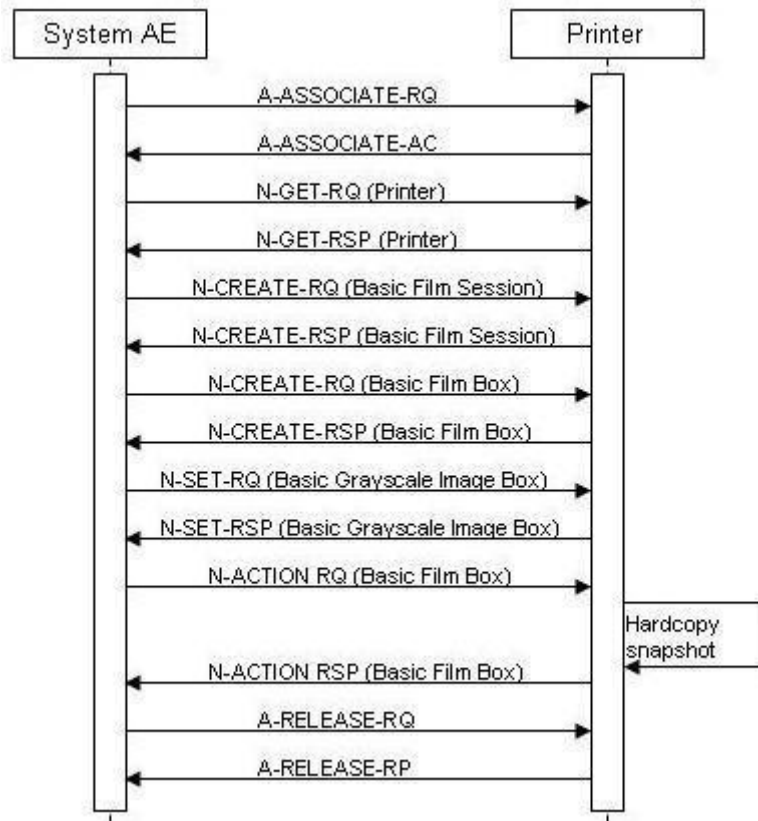 System AE
Printer
A-ASSOCIATE-RQ
A-ASSOCIATE-AC
N-GET-RQ (Printer)
N-GET-RSP (Printer)
N-CREATE-RQ (Basic Film Session)
N-CREATE-RSP (Basic Film Session)
N-CREATE-RQ (Basic Film Box)
N-CREATE-RSP (Basic Film Box)
N-SET-RQ (Basic Grayscale Image Box)
N-SET-RSP (Basic Grayscale Image Box)
N-ACTION RQ (Basic Film Box)
Hardcopy
snapshot
N-ACTION RSP (Basic Film Box)
A-RELEASE-RQ
A-RELEASE-RP